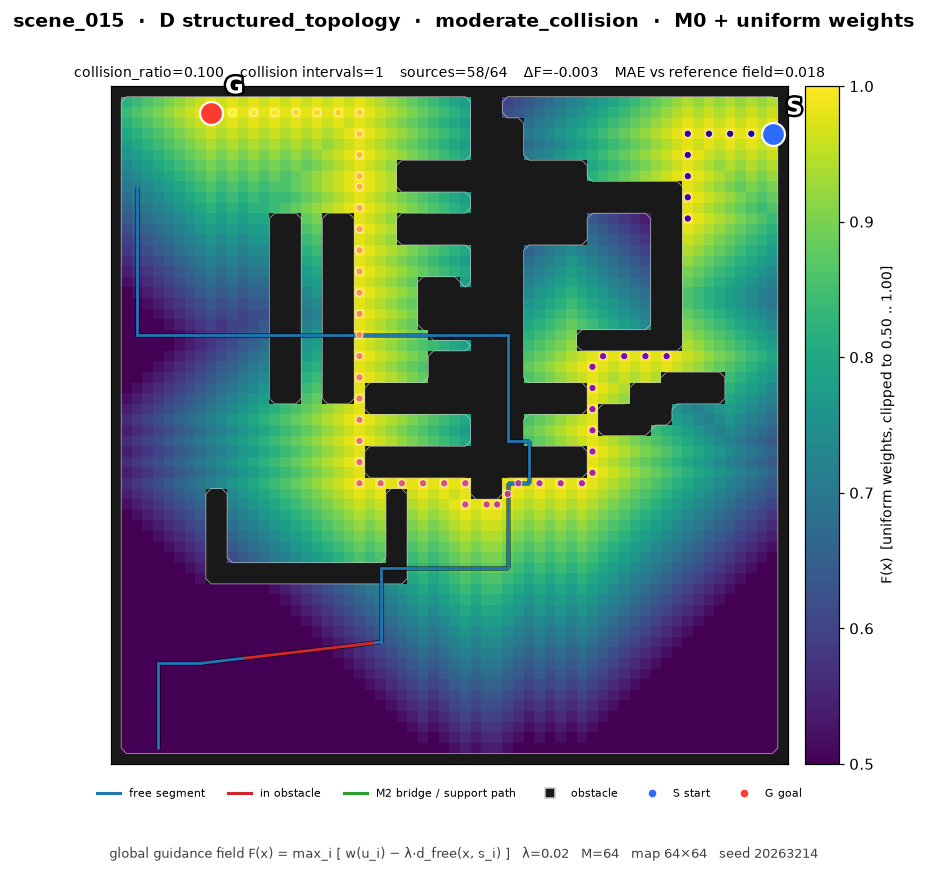 scene_015 · D structured_topology · moderate_collision · M0 + uniform weights
collision_ratio=0.100 collision intervals=1 sources=58/64 ΔF=-0.003 MAE vs reference field=0.018
G
S
1.0
0.9
0.8
0.7
0.6
0.5
F(x) [uniform weights, clipped to 0.50 .. 1.00]
free segment
in obstacle
M2 bridge / support path
obstacle
S start
G goal
global guidance field F(x) = max_i [ w(u_i) − λ·d_free(x, s_i) ] λ=0.02 M=64 map 64×64 seed 20263214